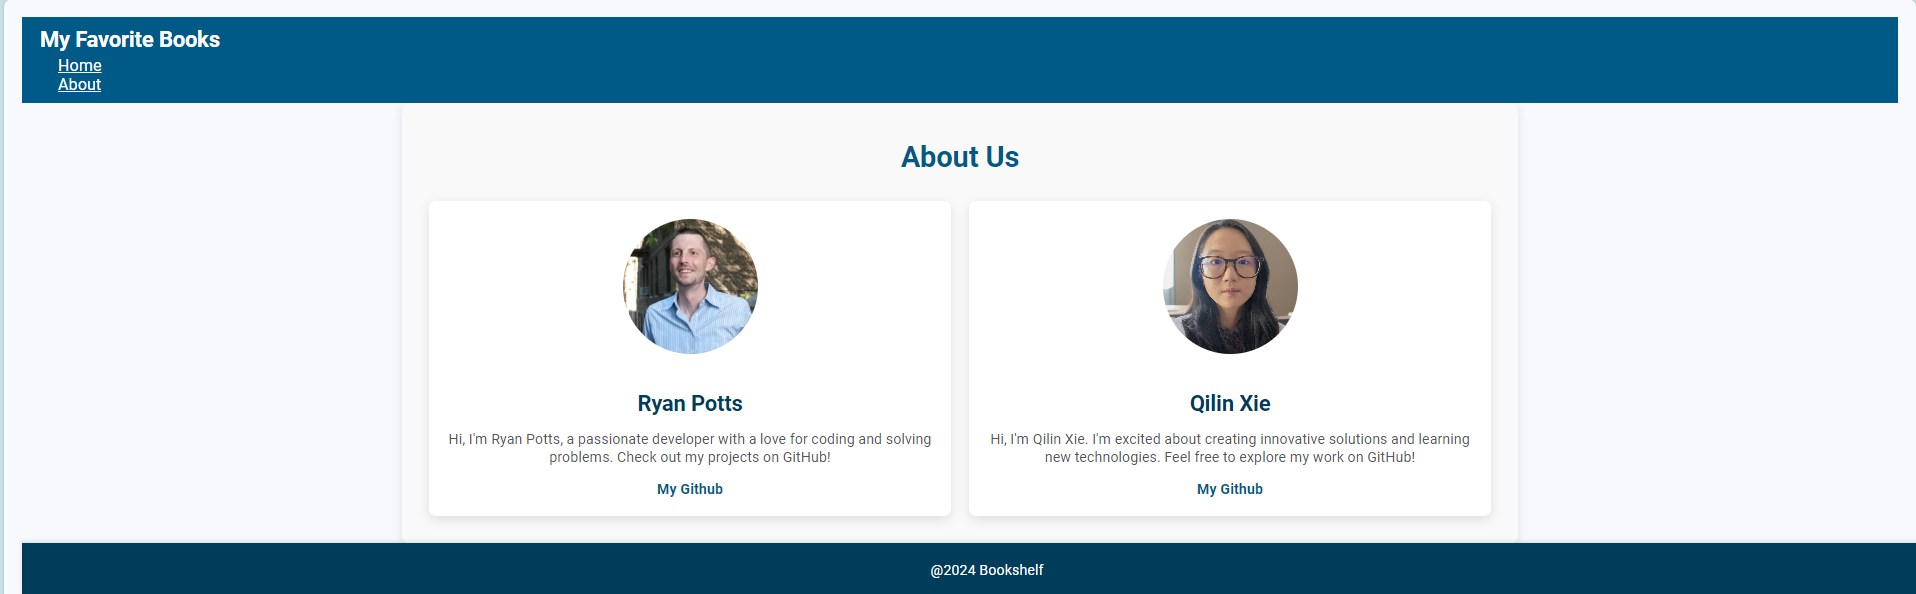 My Favorite Books
Home
About
About Us
Ryan Potts
Hi, I'm Ryan Potts, a passionate developer with a love for coding and solving
problems. Check out my projects on GitHub!
My Github
Qilin Xie
Hi, I'm Qilin Xie. I'm excited about creating innovative solutions and learning
new technologies. Feel free to explore my work on GitHub!
My Github
@2024 Bookshelf